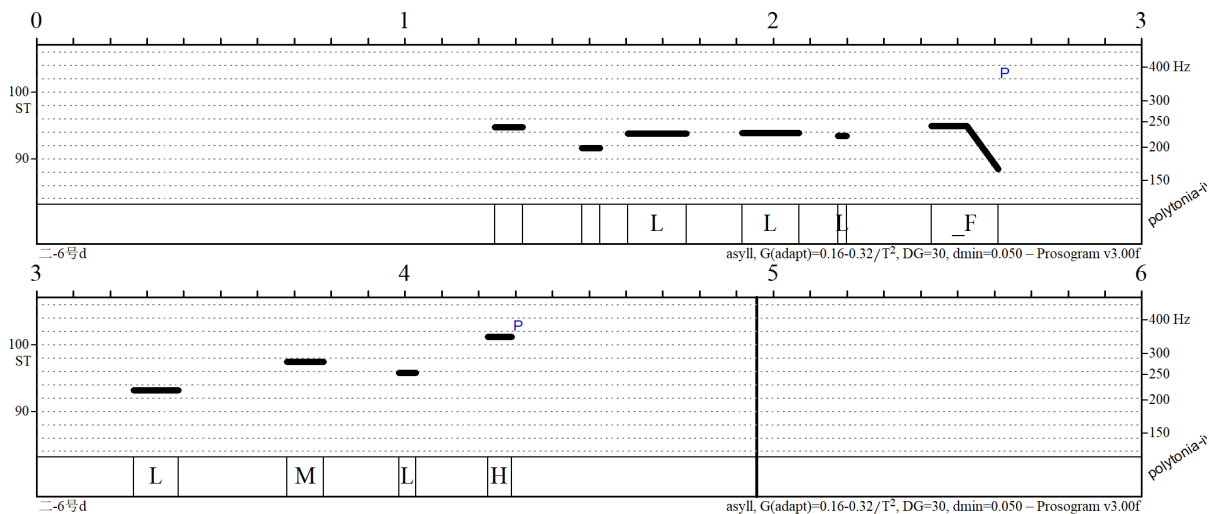 0 1 2 3
100 ST 90
400 Hz 300 250 200 150
P
L L L _F
polytonia-iv
二-6号d asyll, G(adapt)=0.16-0.32/T², DG=30, dmin=0.050 – Prosogram v3.00f
3 4 5 6
100 ST 90
400 Hz 300 250 200 150
P
L M L H
二-6号d asyll, G(adapt)=0.16-0.32/T², DG=30, dmin=0.050 – Prosogram v3.00f